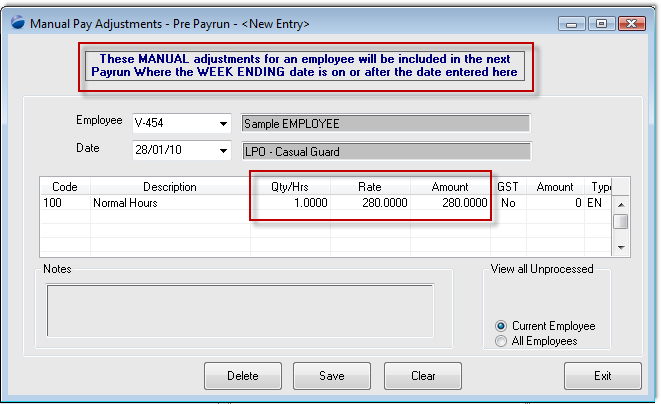 Manual Pay Adjustments - Pre Payrun - <New Entry>
These MANUAL adjustments for an employee will be included in the next
Payrun Where the WEEK ENDING date is on or after the date entered here
Employee V-454 Sample EMPLOYEE
Date 28/01/10 LPO - Casual Guard
Code Description Qty/Hrs Rate Amount GST Amount Type
100 Normal Hours 1.0000 280.0000 280.0000 No 0 EN
Notes View all Unprocessed
Current Employee
All Employees
Delete Save Clear Exit